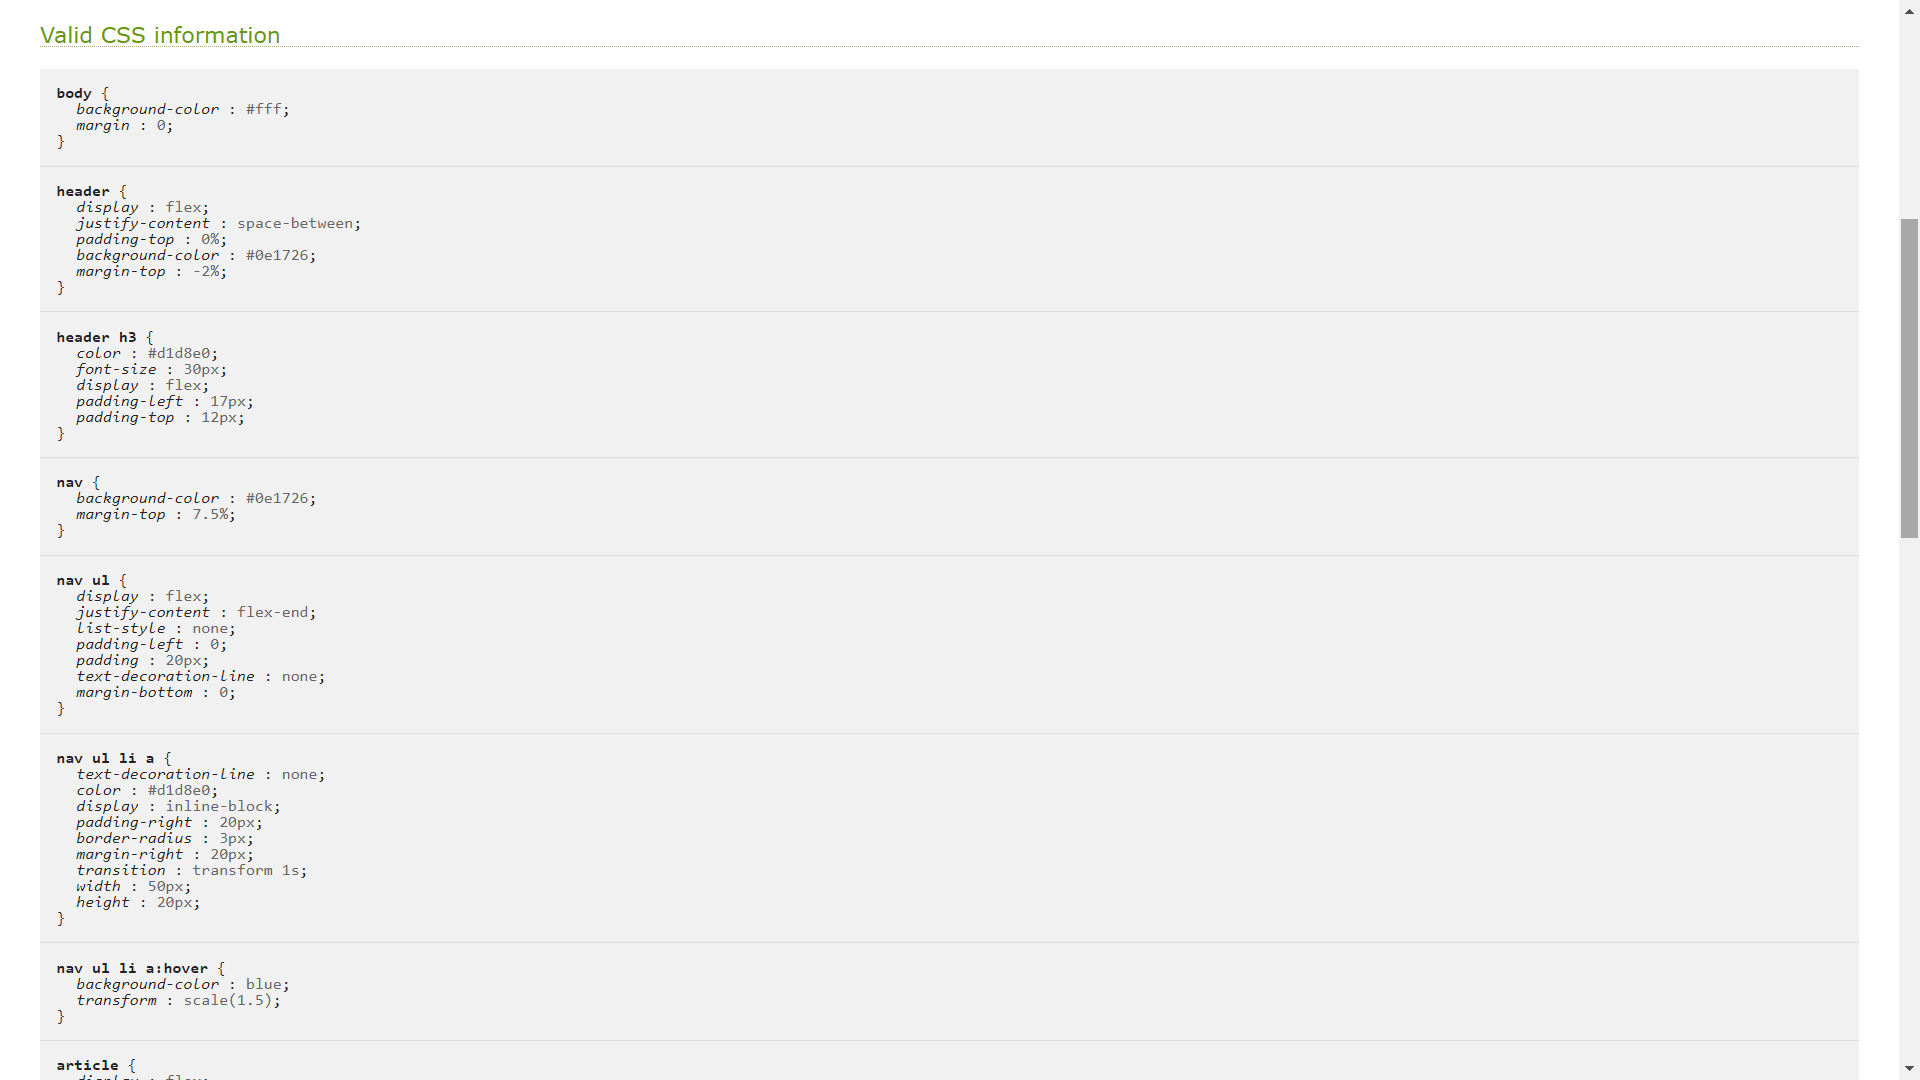 Valid CSS information
body {
background-color : #fff;
margin : 0;
}
header {
display : flex;
justify-content : space-between;
padding-top : 0%;
background-color : #0e1726;
margin-top : -2%;
}
header h3 {
color : #d1d8e0;
font-size : 30px;
display : flex;
padding-left : 17px;
padding-top : 12px;
}
nav {
background-color : #0e1726;
margin-top : 7.5%;
}
nav ul {
display : flex;
justify-content : flex-end;
list-style : none;
padding-left : 0;
padding : 20px;
text-decoration-line : none;
margin-bottom : 0;
}
nav ul li a {
text-decoration-line : none;
color : #d1d8e0;
display : inline-block;
padding-right : 20px;
border-radius : 3px;
margin-right : 20px;
transition : transform 1s;
width : 50px;
height : 20px;
}
nav ul li a:hover {
background-color : blue;
transform : scale(1.5);
}
article {
display : flex;